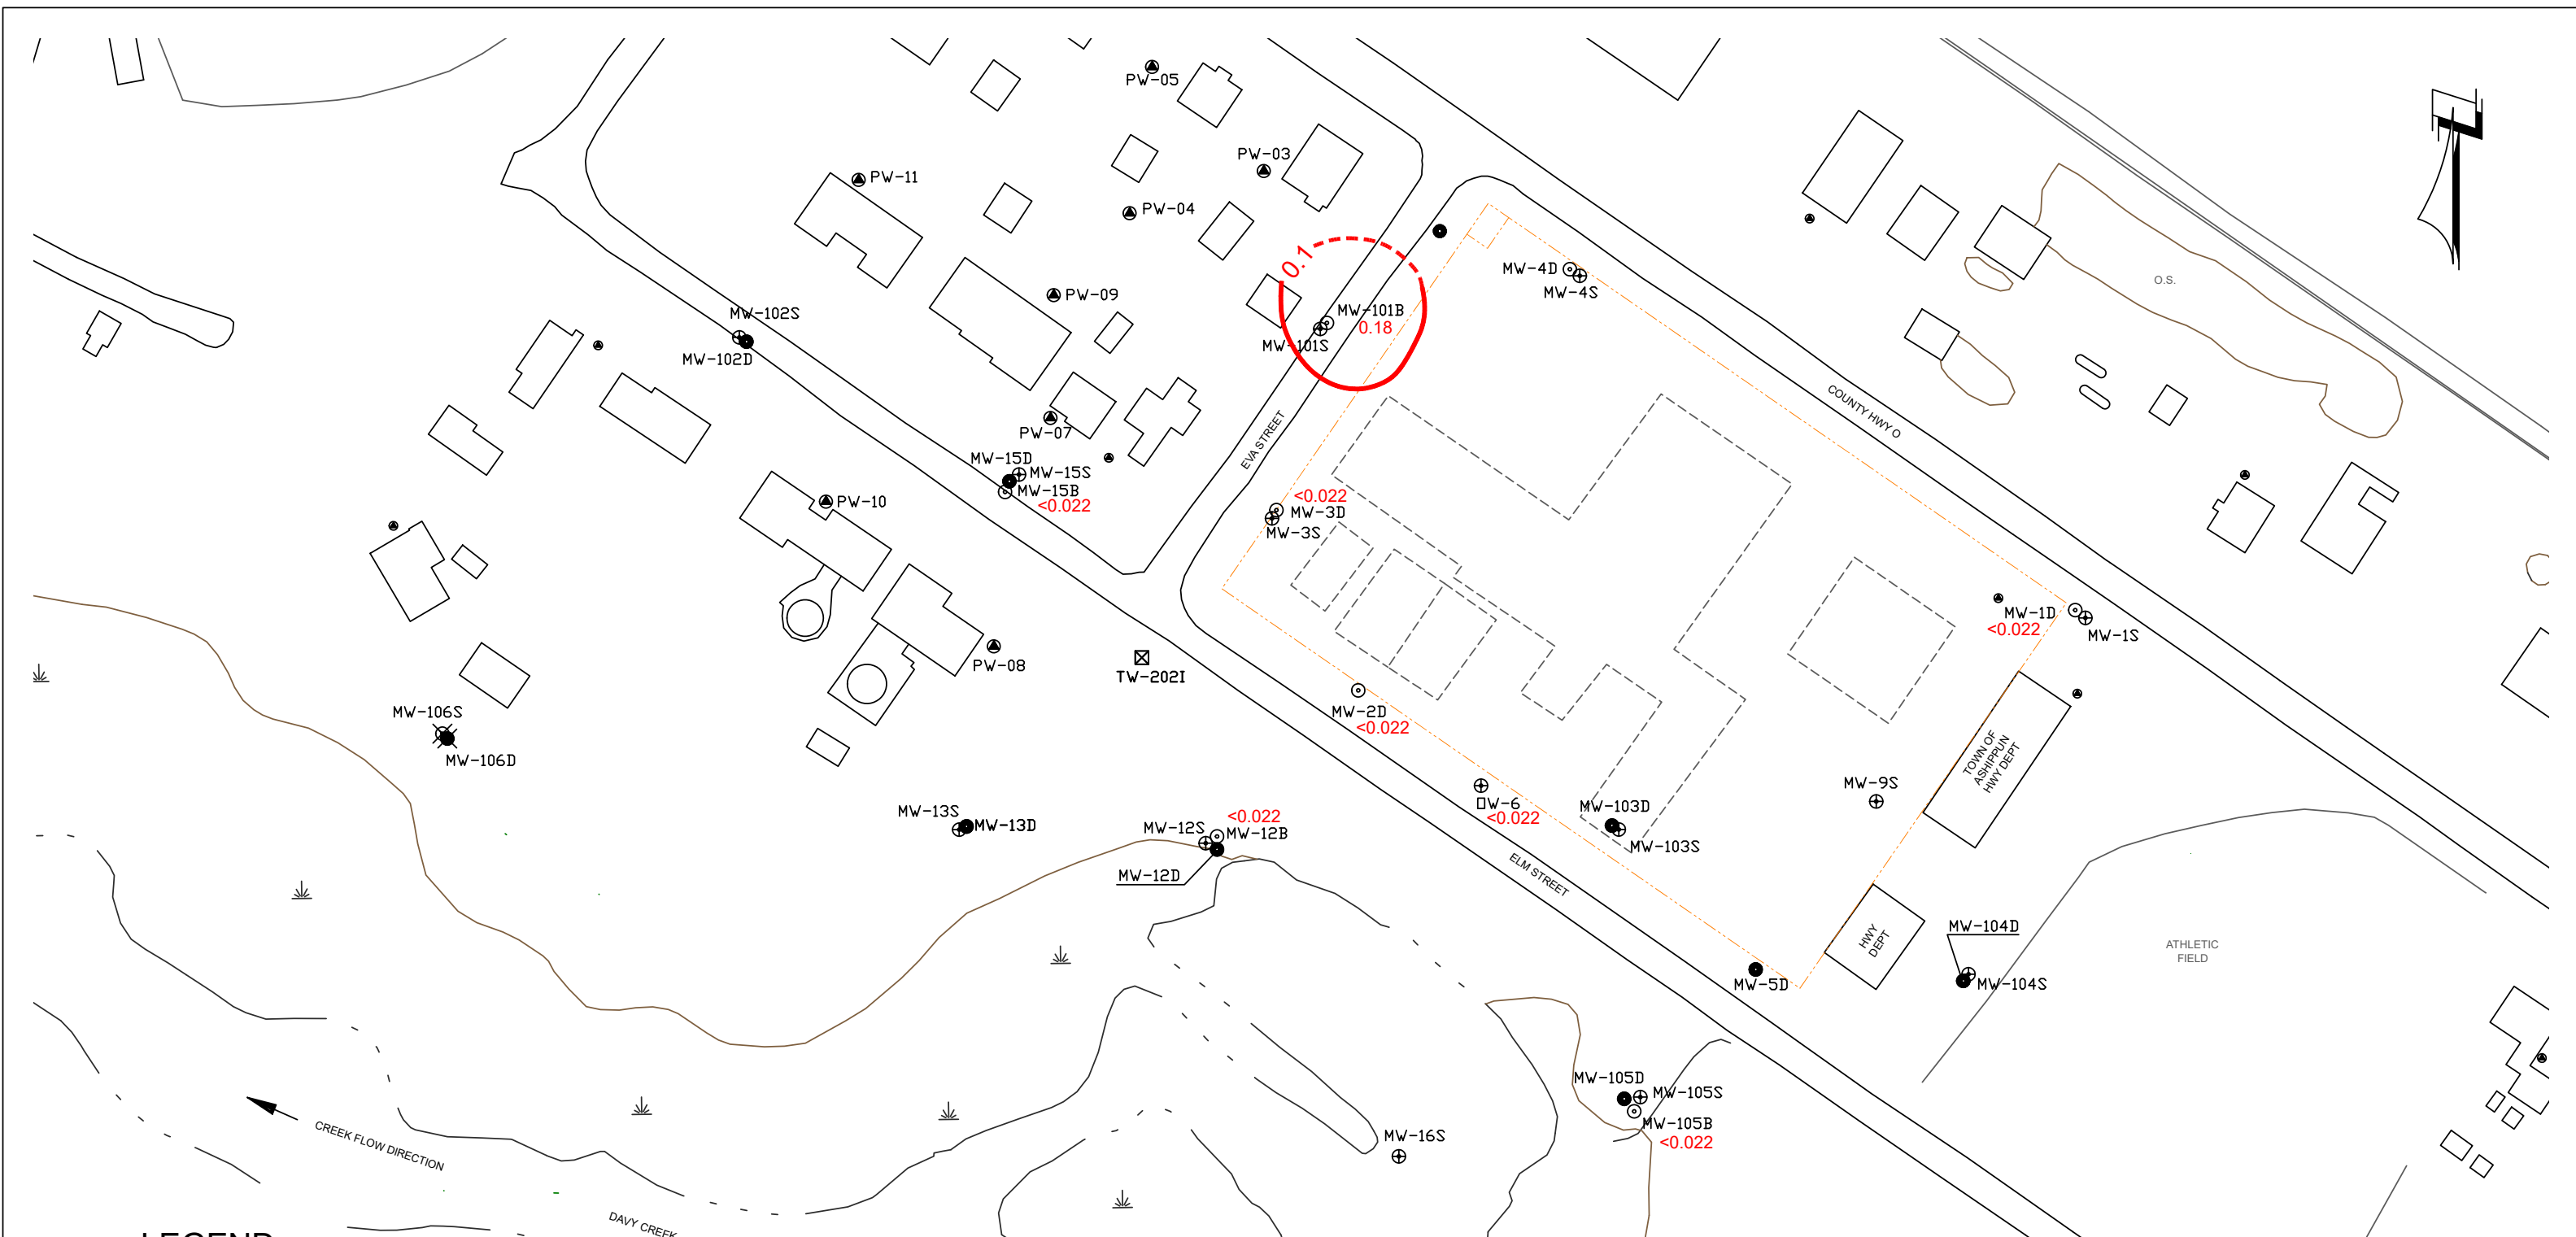 PW-05
PW-03
PW-11
PW-04
O.S.
MW-4D
MW-4S
PW-09
0.1
MW-101B
0.18
MW-101S
MW-102S
MW-102D
COUNTY HWY O
PW-07
EVA STREET
MW-15D
MW-15S
MW-15B
<0.022
PW-10
<0.022
MW-3D
MW-3S
MW-1D
<0.022
MW-1S
PW-08
TW-202I
MW-2D
<0.022
MW-106S
MW-106D
TOWN OF
ASHIPPUN
HWY DEPT
MW-9S
W-6
<0.022
MW-103D
MW-103S
MW-13S
MW-13D
<0.022
MW-12S
MW-12B
MW-12D
ELM STREET
HWY
DEPT
MW-104D
MW-104S
ATHLETIC
FIELD
MW-5D
MW-105D
MW-105S
MW-105B
<0.022
MW-16S
CREEK FLOW DIRECTION
DAVY CREEK
LEGEND